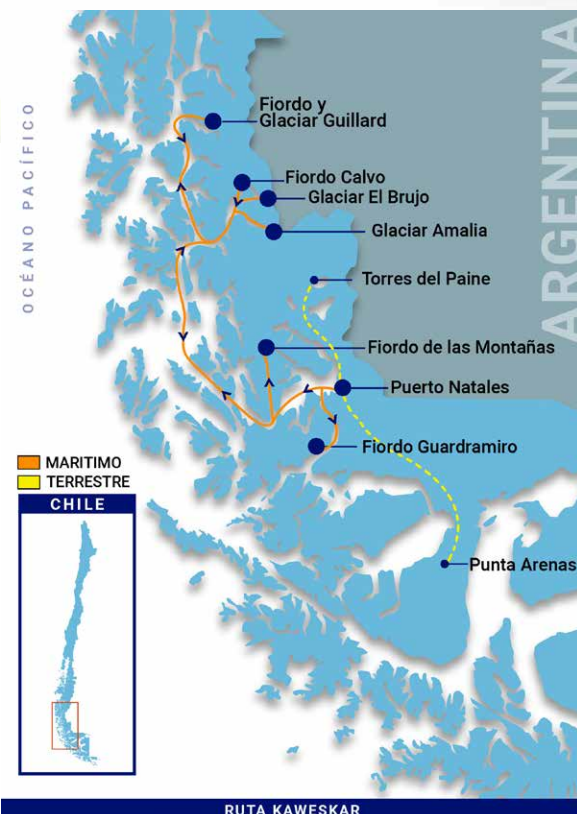 OCÉANO PACÍFICO
ARGENTINA
Fiordo y
Glaciar Guillard
Fiordo Calvo
Glaciar El Brujo
Glaciar Amalia
Torres del Paine
Fiordo de las Montañas
Puerto Natales
Fiordo Guardramiro
MARITIMO
TERRESTRE
CHILE
Punta Arenas
RUTA KAWESKAR